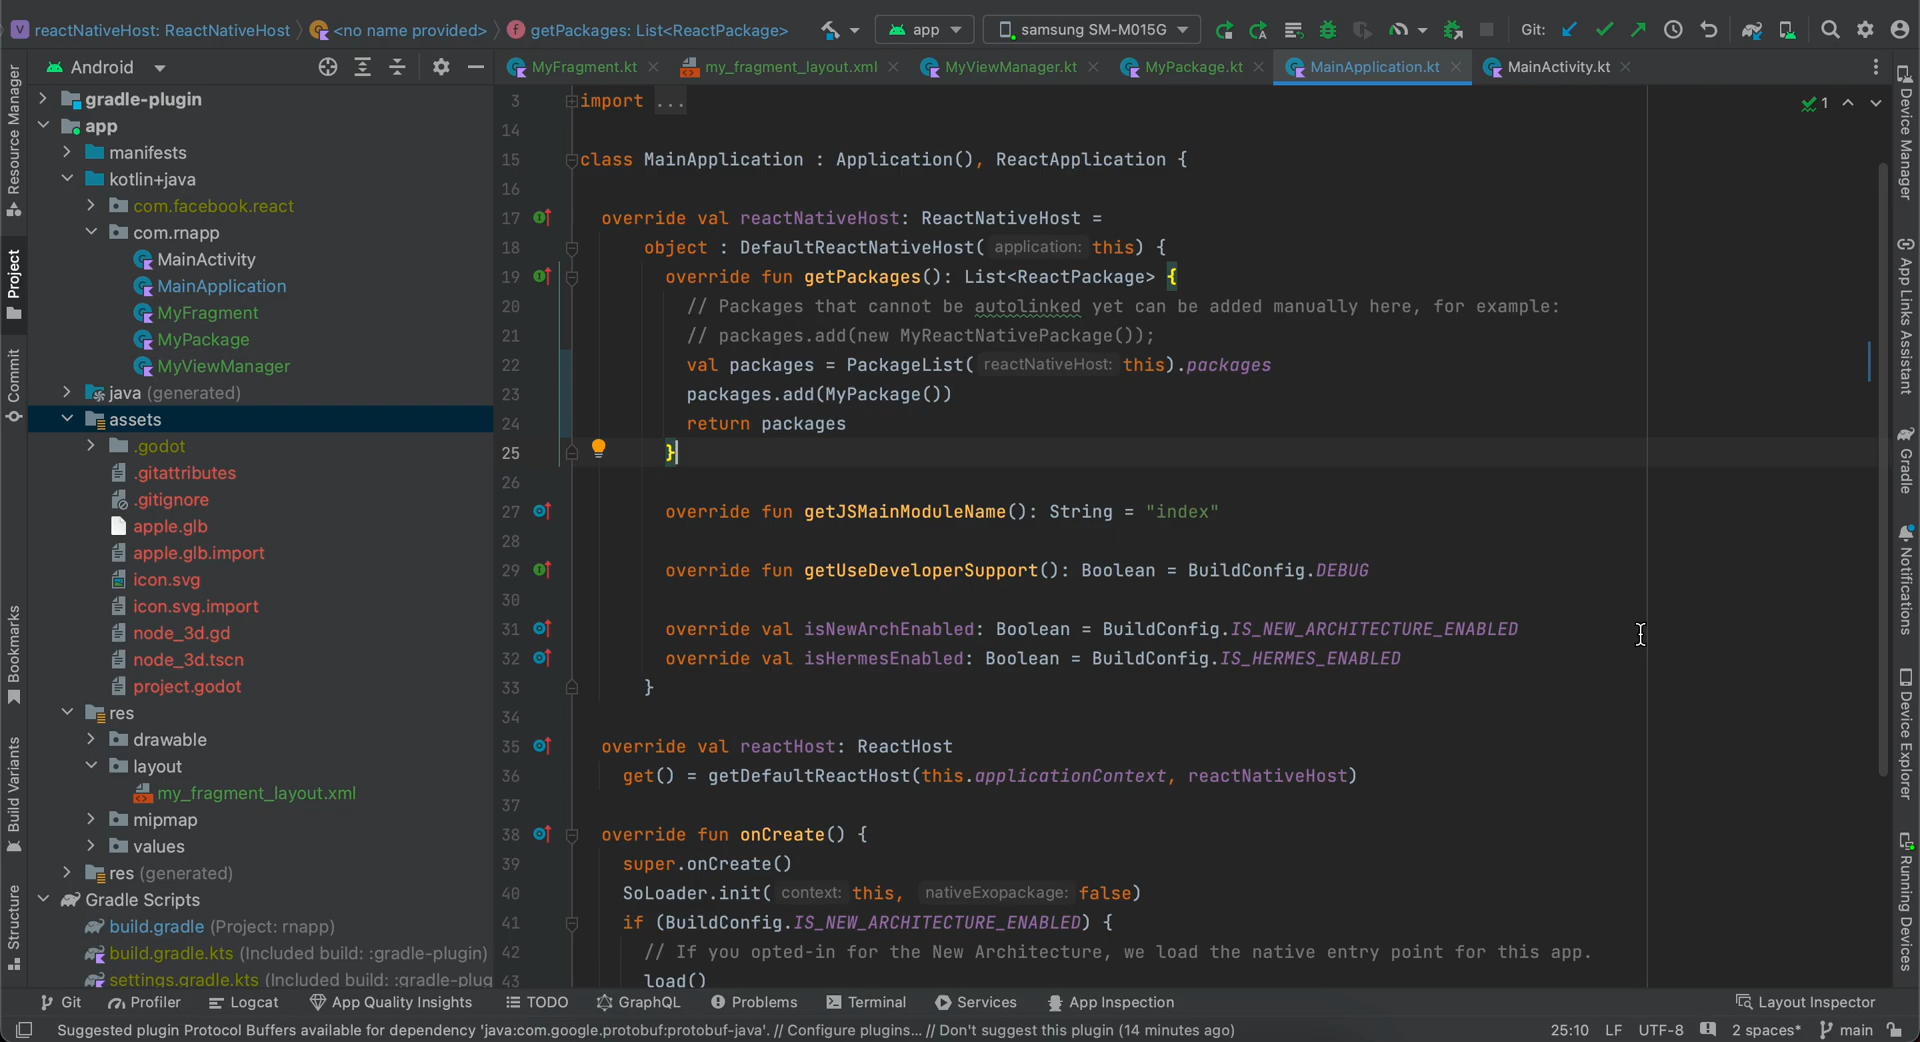 reactNativeHost: ReactNativeHost
<no name provided>
getPackages: List<ReactPackage>
app
samsung SM-M015G
Git:
Android
MyFragment.kt
my_fragment_layout.xml
MyViewManager.kt
MyPackage.kt
MainApplication.kt
MainActivity.kt
Resource Manager
Project
Commit
Bookmarks
Build Variants
Structure
gradle-plugin
app
manifests
kotlin+java
com.facebook.react
com.rnapp
MainActivity
MainApplication
MyFragment
MyPackage
MyViewManager
java (generated)
assets
.godot
.gitattributes
.gitignore
apple.glb
apple.glb.import
icon.svg
icon.svg.import
node_3d.gd
node_3d.tscn
project.godot
res
drawable
layout
my_fragment_layout.xml
mipmap
values
res (generated)
Gradle Scripts
build.gradle (Project: rnapp)
build.gradle.kts (Included build: :gradle-plugin)
settings.gradle.kts (Included build: :gradle-plug
3 import ...
14
15 class MainApplication : Application(), ReactApplication {
16
17 override val reactNativeHost: ReactNativeHost =
18 object : DefaultReactNativeHost( application: this) {
19 override fun getPackages(): List<ReactPackage> {
20 // Packages that cannot be autolinked yet can be added manually here, for example:
21 // packages.add(new MyReactNativePackage());
22 val packages = PackageList( reactNativeHost: this).packages
23 packages.add(MyPackage())
24 return packages
25 }
26
27 override fun getJSMainModuleName(): String = "index"
28
29 override fun getUseDeveloperSupport(): Boolean = BuildConfig.DEBUG
30
31 override val isNewArchEnabled: Boolean = BuildConfig.IS_NEW_ARCHITECTURE_ENABLED
32 override val isHermesEnabled: Boolean = BuildConfig.IS_HERMES_ENABLED
33 }
34
35 override val reactHost: ReactHost
36 get() = getDefaultReactHost(this.applicationContext, reactNativeHost)
37
38 override fun onCreate() {
39 super.onCreate()
40 SoLoader.init( context: this, nativeExopackage: false)
41 if (BuildConfig.IS_NEW_ARCHITECTURE_ENABLED) {
42 // If you opted-in for the New Architecture, we load the native entry point for this app.
43 load()
1
Device Manager
App Links Assistant
Gradle
Notifications
Device Explorer
Running Devices
Git
Profiler
Logcat
App Quality Insights
TODO
GraphQL
Problems
Terminal
Services
App Inspection
Layout Inspector
Suggested plugin Protocol Buffers available for dependency 'java:com.google.protobuf:protobuf-java'. // Configure plugins... // Don't suggest this plugin (14 minutes ago)
25:10 LF UTF-8 2 spaces* main